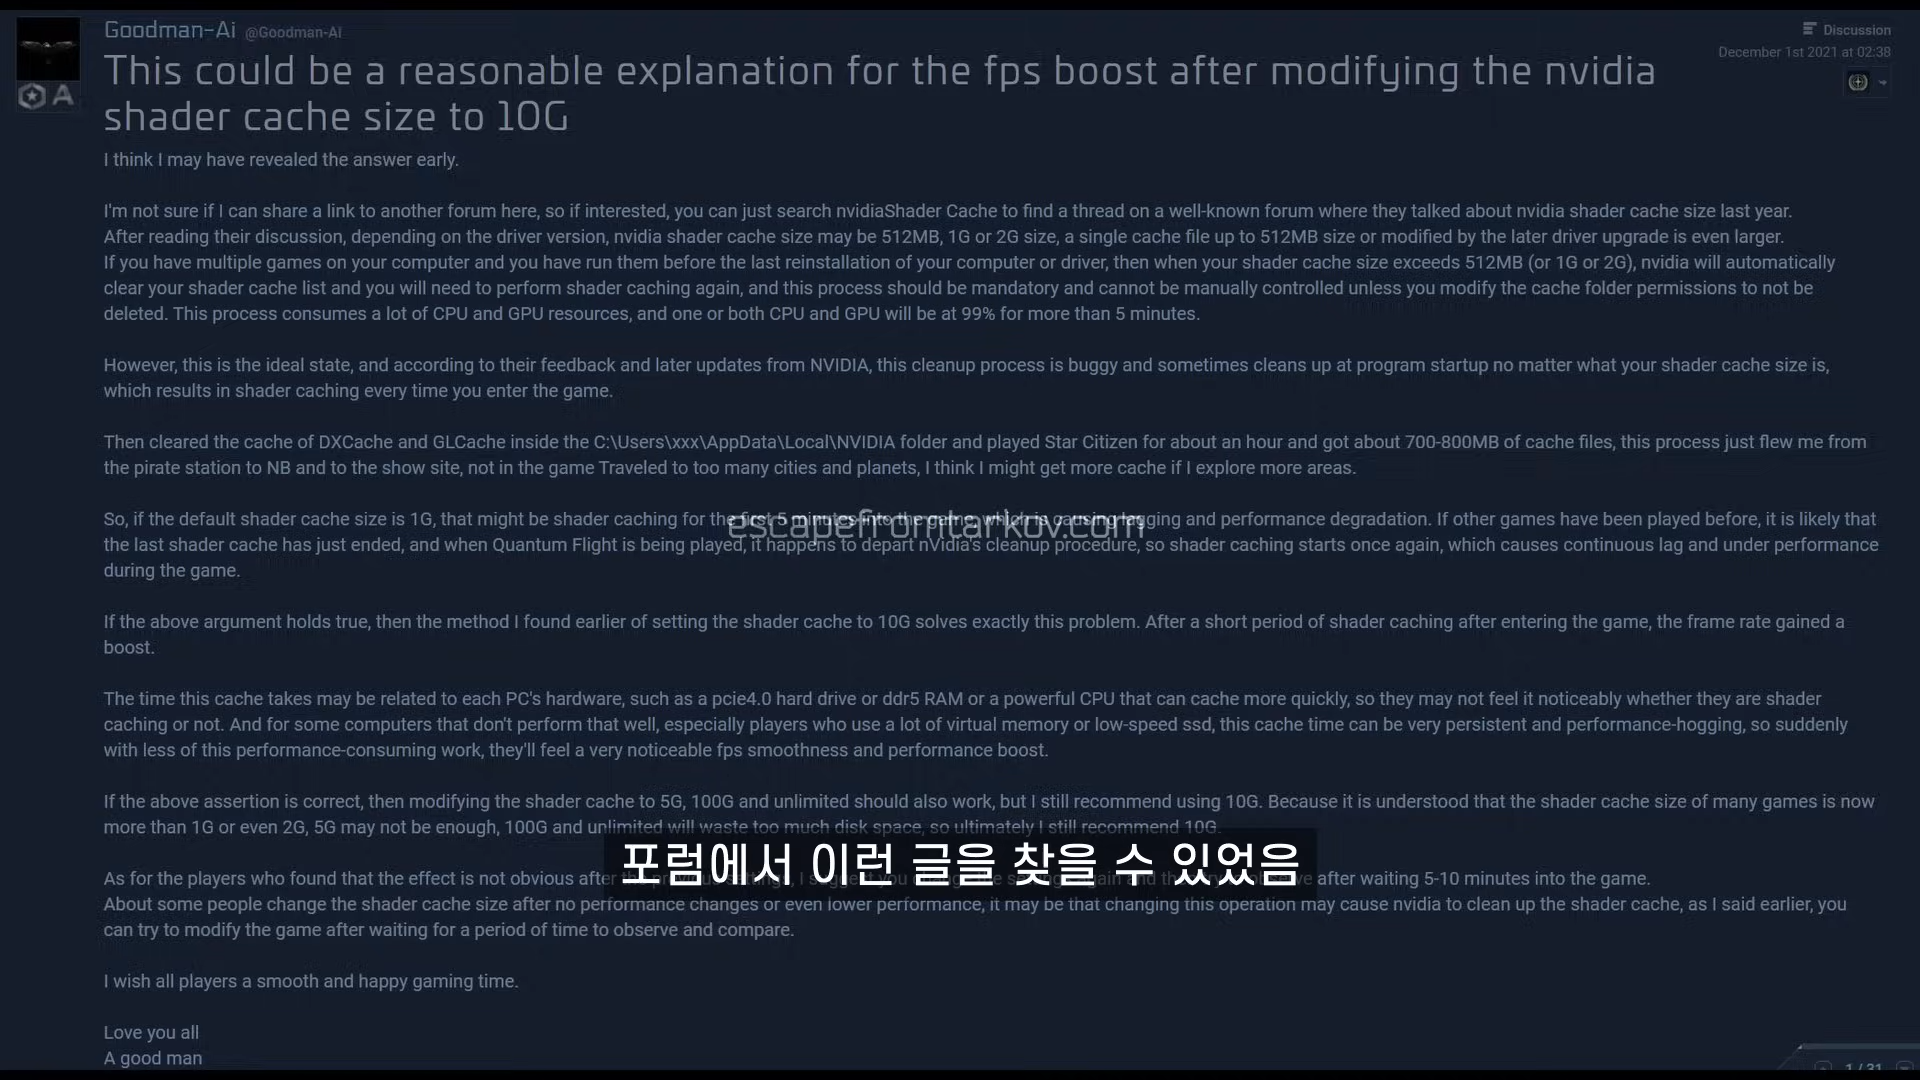 Goodman-Ai @Goodman-AI
Discussion
December 1st 2021 at 02:38
This could be a reasonable explanation for the fps boost after modifying the nvidia
shader cache size to 10G
I think I may have revealed the answer early.
I'm not sure if I can share a link to another forum here, so if interested, you can just search nvidiaShader Cache to find a thread on a well-known forum where they talked about nvidia shader cache size last year.
After reading their discussion, depending on the driver version, nvidia shader cache size may be 512MB, 1G or 2G size, a single cache file up to 512MB size or modified by the later driver upgrade is even larger.
If you have multiple games on your computer and you have run them before the last reinstallation of your computer or driver, then when your shader cache size exceeds 512MB (or 1G or 2G), nvidia will automatically
clear your shader cache list and you will need to perform shader caching again, and this process should be mandatory and cannot be manually controlled unless you modify the cache folder permissions to not be
deleted. This process consumes a lot of CPU and GPU resources, and one or both CPU and GPU will be at 99% for more than 5 minutes.
However, this is the ideal state, and according to their feedback and later updates from NVIDIA, this cleanup process is buggy and sometimes cleans up at program startup no matter what your shader cache size is,
which results in shader caching every time you enter the game.
Then cleared the cache of DXCache and GLCache inside the C:\Users\xxx\AppData\Local\NVIDIA folder and played Star Citizen for about an hour and got about 700-800MB of cache files, this process just flew me from
the pirate station to NB and to the show site, not in the game Traveled to too many cities and planets, I think I might get more cache if I explore more areas.
So, if the default shader cache size is 1G, that might be shader caching for the first 5 minutes into the game, which is causing lagging and performance degradation. If other games have been played before, it is likely that
escapefromtarkov.com
the last shader cache has just ended, and when Quantum Flight is being played, it happens to depart nVidia's cleanup procedure, so shader caching starts once again, which causes continuous lag and under performance
during the game.
If the above argument holds true, then the method I found earlier of setting the shader cache to 10G solves exactly this problem. After a short period of shader caching after entering the game, the frame rate gained a
boost.
The time this cache takes may be related to each PC's hardware, such as a pcie4.0 hard drive or ddr5 RAM or a powerful CPU that can cache more quickly, so they may not feel it noticeably whether they are shader
caching or not. And for some computers that don't perform that well, especially players who use a lot of virtual memory or low-speed ssd, this cache time can be very persistent and performance-hogging, so suddenly
with less of this performance-consuming work, they'll feel a very noticeable fps smoothness and performance boost.
If the above assertion is correct, then modifying the shader cache to 5G, 100G and unlimited should also work, but I still recommend using 10G. Because it is understood that the shader cache size of many games is now
more than 1G or even 2G, 5G may not be enough, 100G and unlimited will waste too much disk space, so ultimately I still recommend 10G.
포럼에서 이런 글을 찾을 수 있었음
As for the players who found that the effect is not obvious after after waiting 5-10 minutes into the game.
About some people change the shader cache size after no performance changes or even lower performance, it may be that changing this operation may cause nvidia to clean up the shader cache, as I said earlier, you
can try to modify the game after waiting for a period of time to observe and compare.
I wish all players a smooth and happy gaming time.
Love you all
A good man
1 / 31